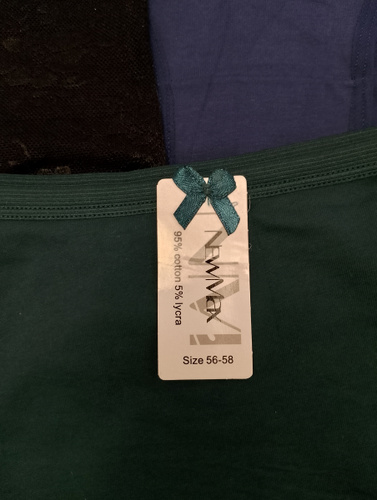 NEWMAX
95% cotton 5% lycra
Size 56-58